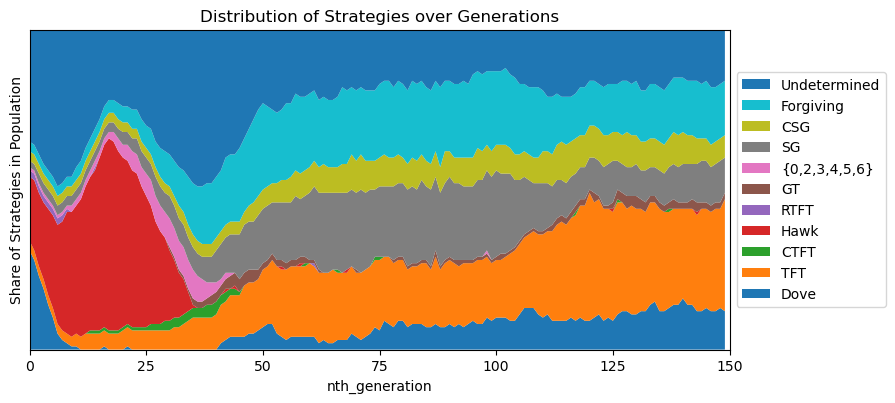 Distribution of Strategies over Generations
Share of Strategies in Population
0 25 50 75 100 125 150
nth_generation
Undetermined
Forgiving
CSG
SG
{0,2,3,4,5,6}
GT
RTFT
Hawk
CTFT
TFT
Dove